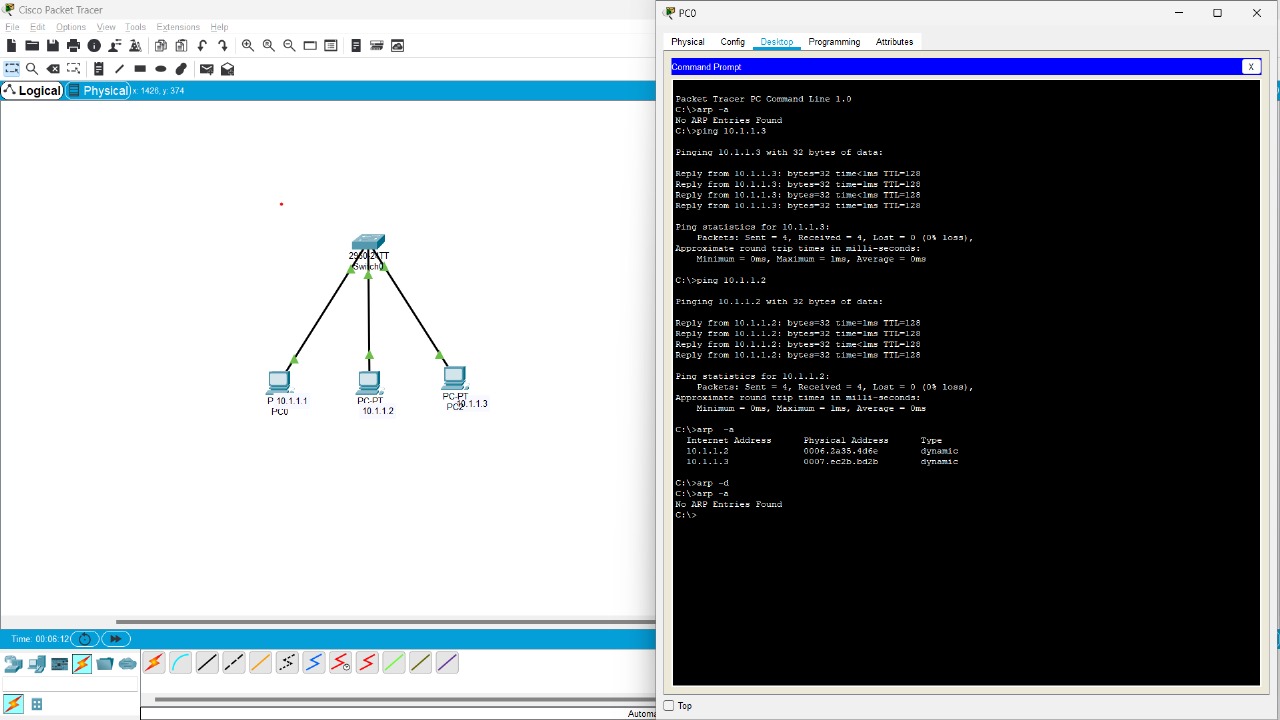 Cisco Packet Tracer
File Edit Options View Tools Extensions Help
Logical Physical x: 1426, y: 374
Switch0
10.1.1.1
PC0
PC-PT
10.1.1.2
PC-PT
10.1.1.3
Time: 00:06:12
PC0
Physical Config Desktop Programming Attributes
Command Prompt X
Packet Tracer PC Command Line 1.0
C:\>arp -a
No ARP Entries Found
C:\>ping 10.1.1.3
Pinging 10.1.1.3 with 32 bytes of data:
Reply from 10.1.1.3: bytes=32 time<1ms TTL=128
Reply from 10.1.1.3: bytes=32 time=1ms TTL=128
Reply from 10.1.1.3: bytes=32 time<1ms TTL=128
Reply from 10.1.1.3: bytes=32 time=1ms TTL=128
Ping statistics for 10.1.1.3:
Packets: Sent = 4, Received = 4, Lost = 0 (0% loss),
Approximate round trip times in milli-seconds:
Minimum = 0ms, Maximum = 1ms, Average = 0ms
C:\>ping 10.1.1.2
Pinging 10.1.1.2 with 32 bytes of data:
Reply from 10.1.1.2: bytes=32 time=1ms TTL=128
Reply from 10.1.1.2: bytes=32 time=1ms TTL=128
Reply from 10.1.1.2: bytes=32 time<1ms TTL=128
Reply from 10.1.1.2: bytes=32 time=1ms TTL=128
Ping statistics for 10.1.1.2:
Packets: Sent = 4, Received = 4, Lost = 0 (0% loss),
Approximate round trip times in milli-seconds:
Minimum = 0ms, Maximum = 1ms, Average = 0ms
C:\>arp  -a
Internet Address Physical Address Type
10.1.1.2 0006.2a35.4d6e dynamic
10.1.1.3 0007.ec2b.bd2b dynamic
C:\>arp -d
C:\>arp -a
No ARP Entries Found
C:\>
Top